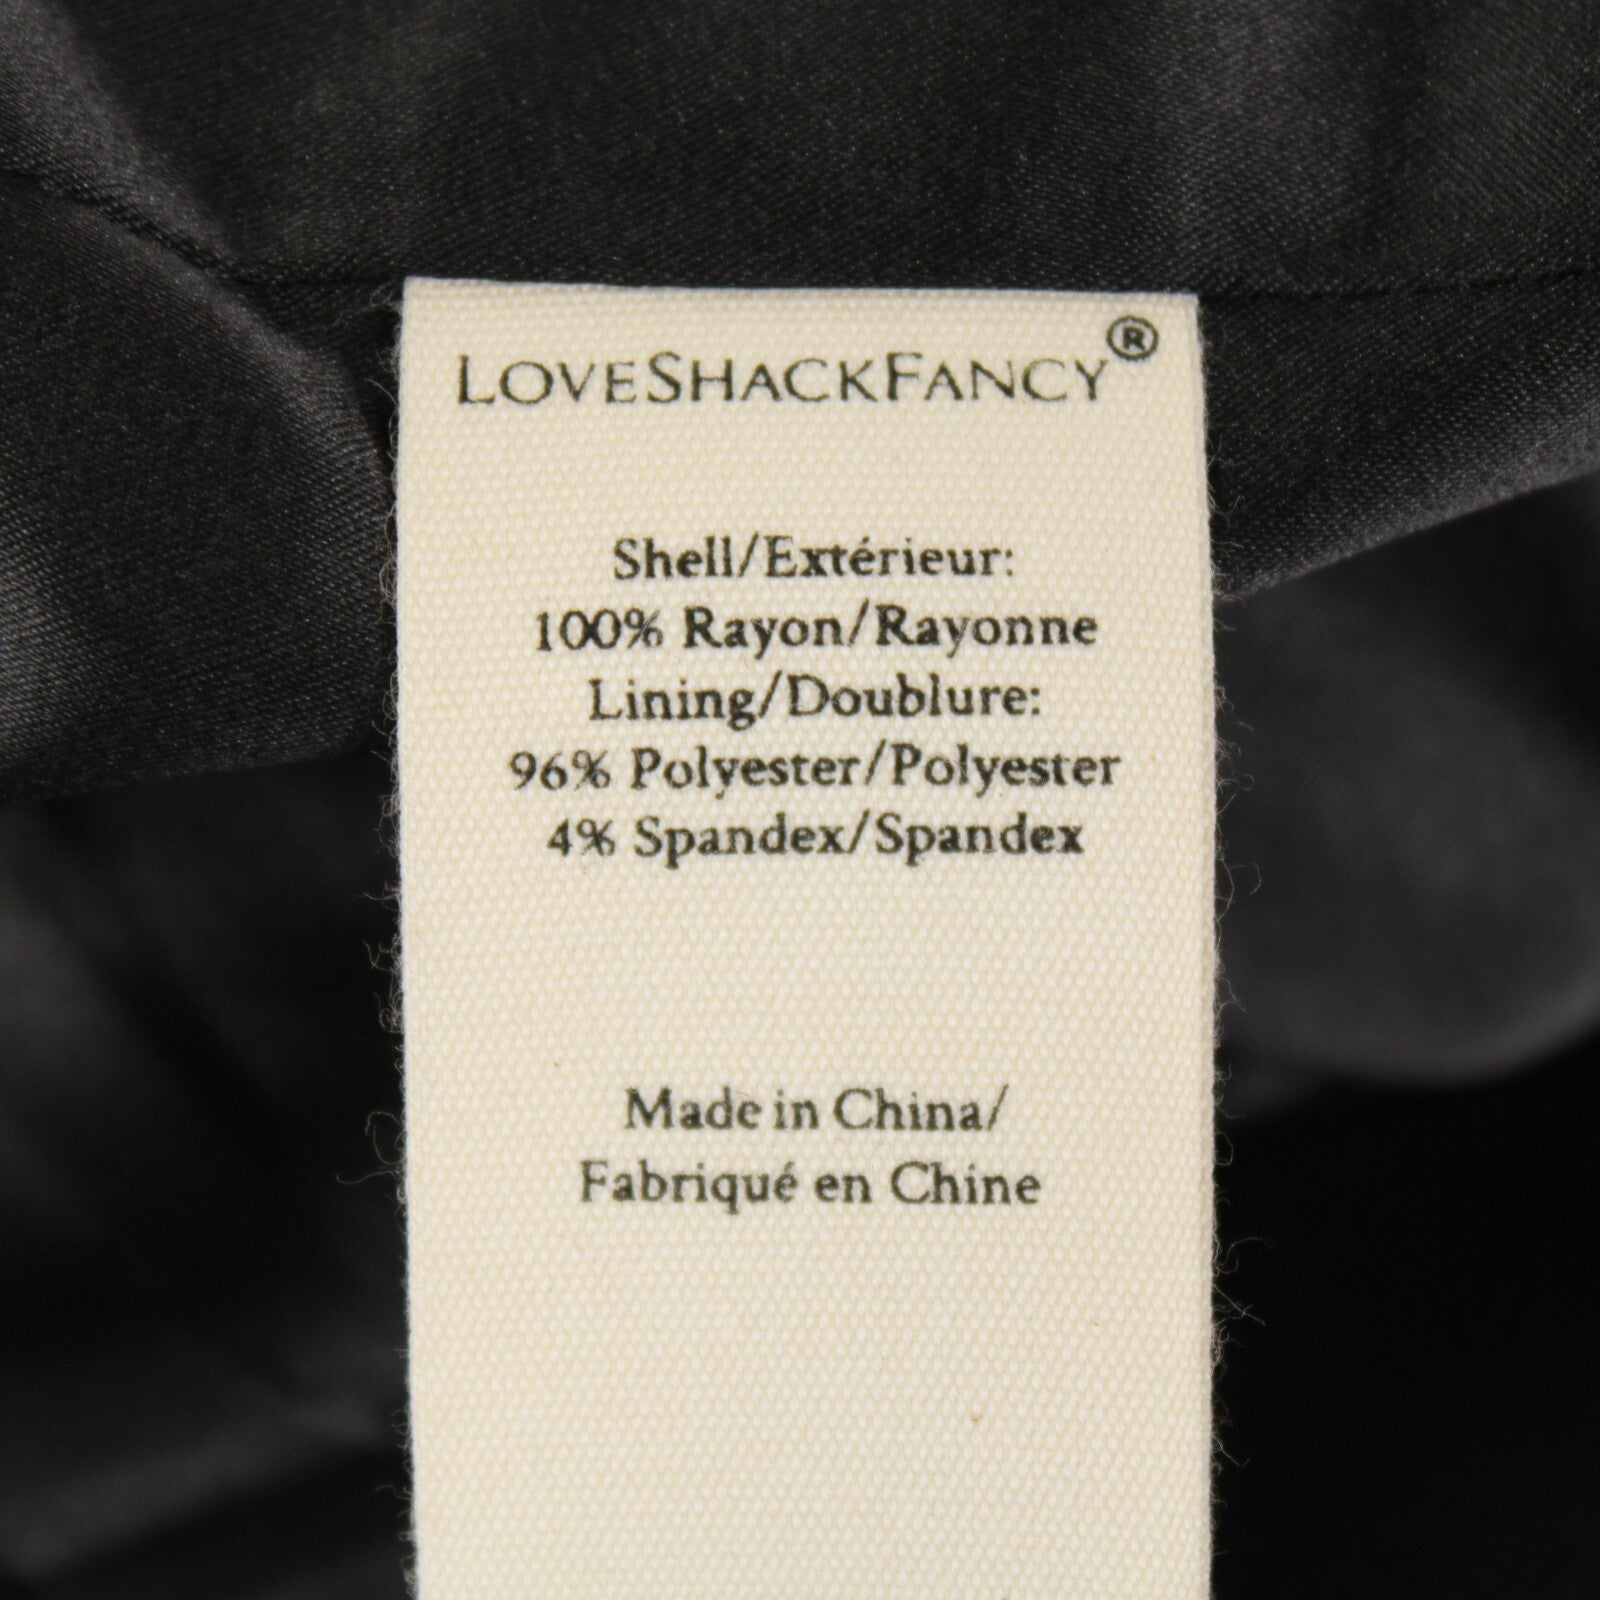 LOVESHACKFANCY®
Shell/Extérieur:
100% Rayon/Rayonne
Lining/Doublure:
96% Polyester/Polyester
4% Spandex/Spandex
Made in China/
Fabriqué en Chine